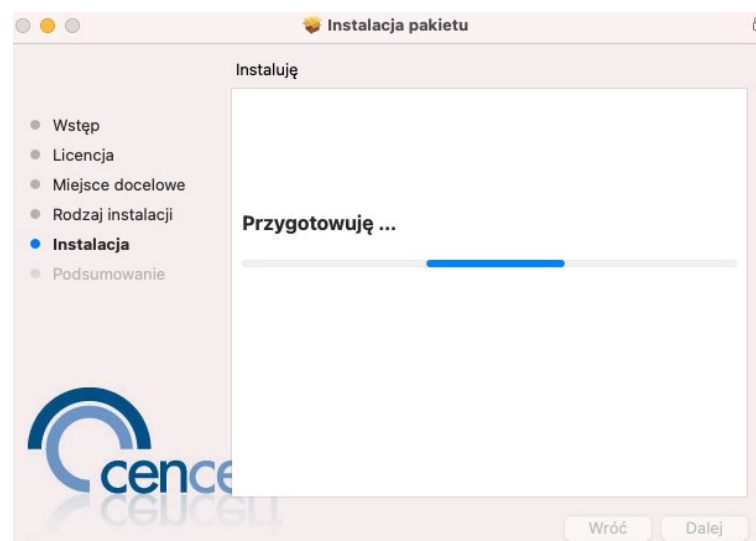 Instalacja pakietu
Instaluję
Wstęp
Licencja
Miejsce docelowe
Rodzaj instalacji
Instalacja
Podsumowanie
Przygotowuję ...
cence
Wróć
Dalej